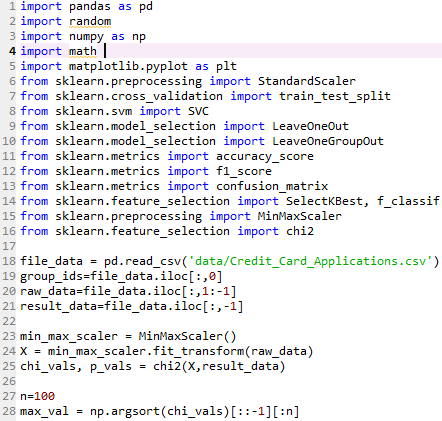 1 import pandas as pd
2 import random
3 import numpy as np
4 import math
5 import matplotlib.pyplot as plt
6 from sklearn.preprocessing import StandardScaler
7 from sklearn.cross_validation import train_test_split
8 from sklearn.svm import SVC
9 from sklearn.model_selection import LeaveOneOut
10 from sklearn.model_selection import LeaveOneGroupOut
11 from sklearn.metrics import accuracy_score
12 from sklearn.metrics import f1_score
13 from sklearn.metrics import confusion_matrix
14 from sklearn.feature_selection import SelectKBest, f_classif
15 from sklearn.preprocessing import MinMaxScaler
16 from sklearn.feature_selection import chi2
17
18 file_data = pd.read_csv('data/Credit_Card_Applications.csv')
19 group_ids=file_data.iloc[:,0]
20 raw_data=file_data.iloc[:,1:-1]
21 result_data=file_data.iloc[:,-1]
22
23 min_max_scaler = MinMaxScaler()
24 X = min_max_scaler.fit_transform(raw_data)
25 chi_vals, p_vals = chi2(X,result_data)
26
27 n=100
28 max_val = np.argsort(chi_vals)[::-1][:n]